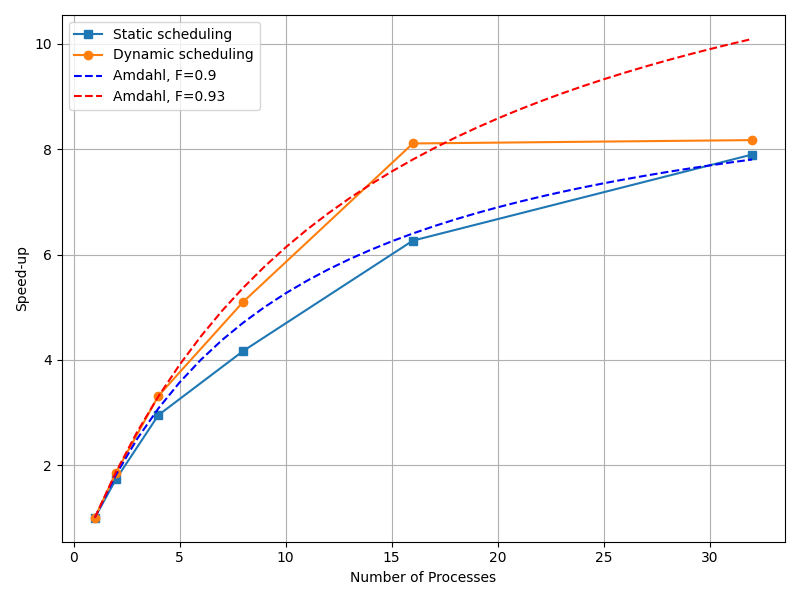 Static scheduling
Dynamic scheduling
Amdahl, F=0.9
Amdahl, F=0.93
10
8
6
4
2
Speed-up
0 5 10 15 20 25 30
Number of Processes